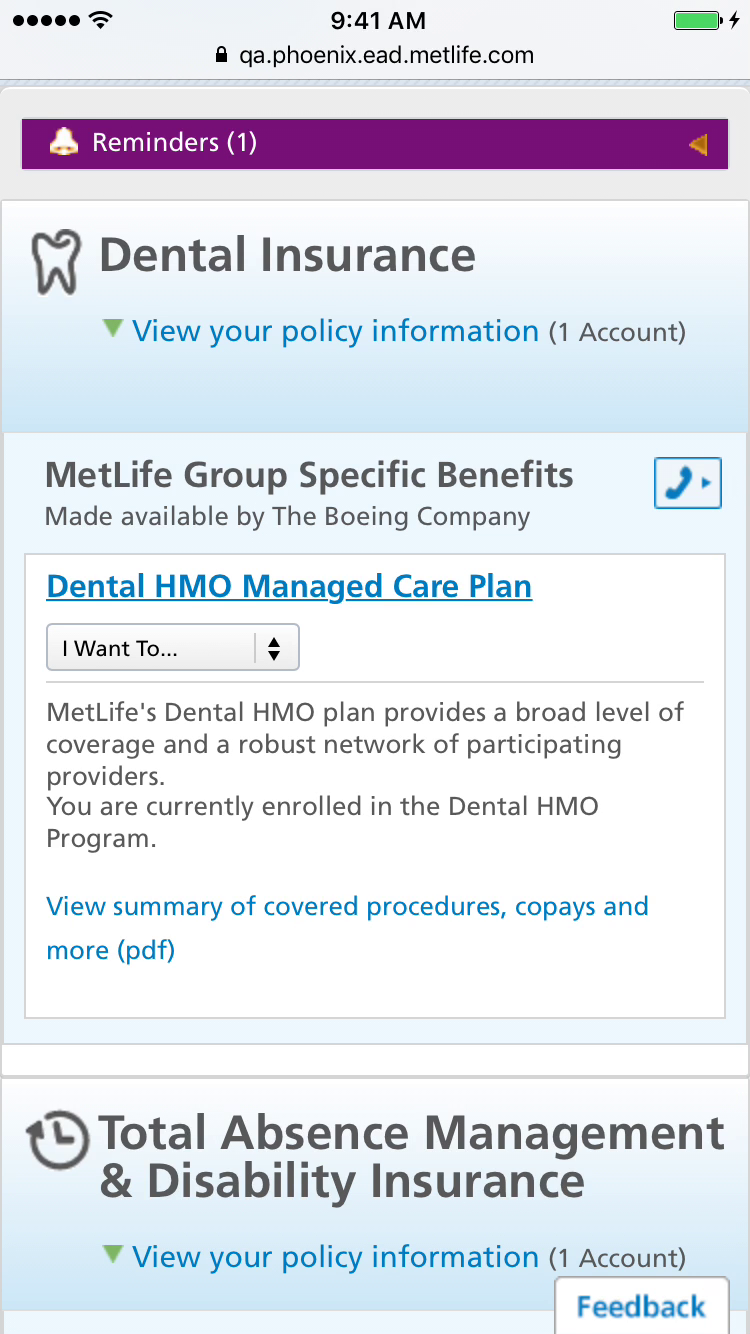 9:41 AM
qa.phoenix.ead.metlife.com
Reminders (1)
Dental Insurance
View your policy information (1 Account)
MetLife Group Specific Benefits
Made available by The Boeing Company
Dental HMO Managed Care Plan
I Want To...
MetLife's Dental HMO plan provides a broad level of
coverage and a robust network of participating
providers.
You are currently enrolled in the Dental HMO
Program.
View summary of covered procedures, copays and
more (pdf)
Total Absence Management
& Disability Insurance
View your policy information (1 Account)
Feedback